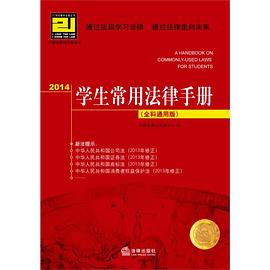 通过法规学习法律 通过法律走向未来
A HANDBOOK ON
COMMONLY-USED LAWS
FOR STUDENTS
2014
学生常用法律手册
(全科通用版)
新法提示:
中华人民共和国公司法(2013年修正)
中华人民共和国证券法(2013年修正)
中华人民共和国商标法(2013年修正)
中华人民共和国消费者权益保护法(2013年修正)
法律出版社